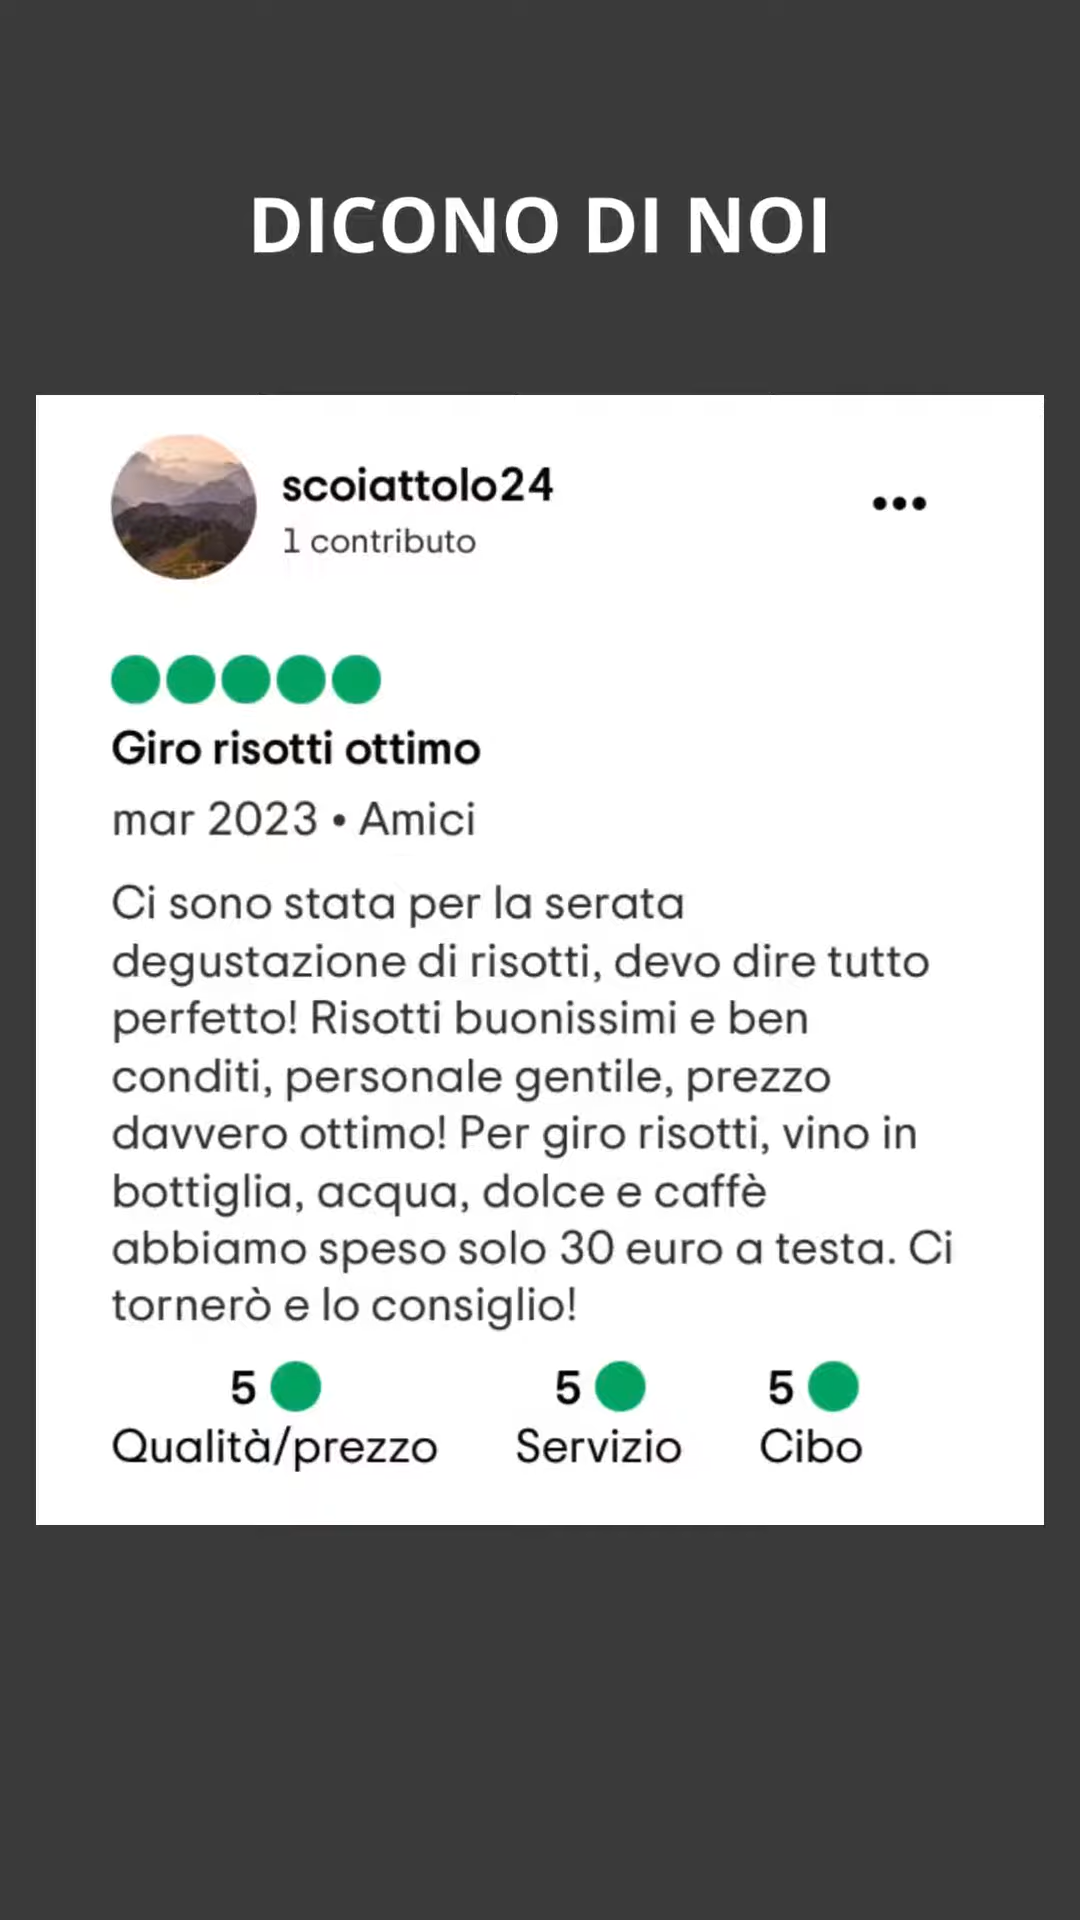 DICONO DI NOI
scoiattolo24
1 contributo
Giro risotti ottimo
mar 2023 • Amici
Ci sono stata per la serata
degustazione di risotti, devo dire tutto
perfetto! Risotti buonissimi e ben
conditi, personale gentile, prezzo
davvero ottimo! Per giro risotti, vino in
bottiglia, acqua, dolce e caffè
abbiamo speso solo 30 euro a testa. Ci
tornerò e lo consiglio!
5 5 5
Qualità/prezzo Servizio Cibo